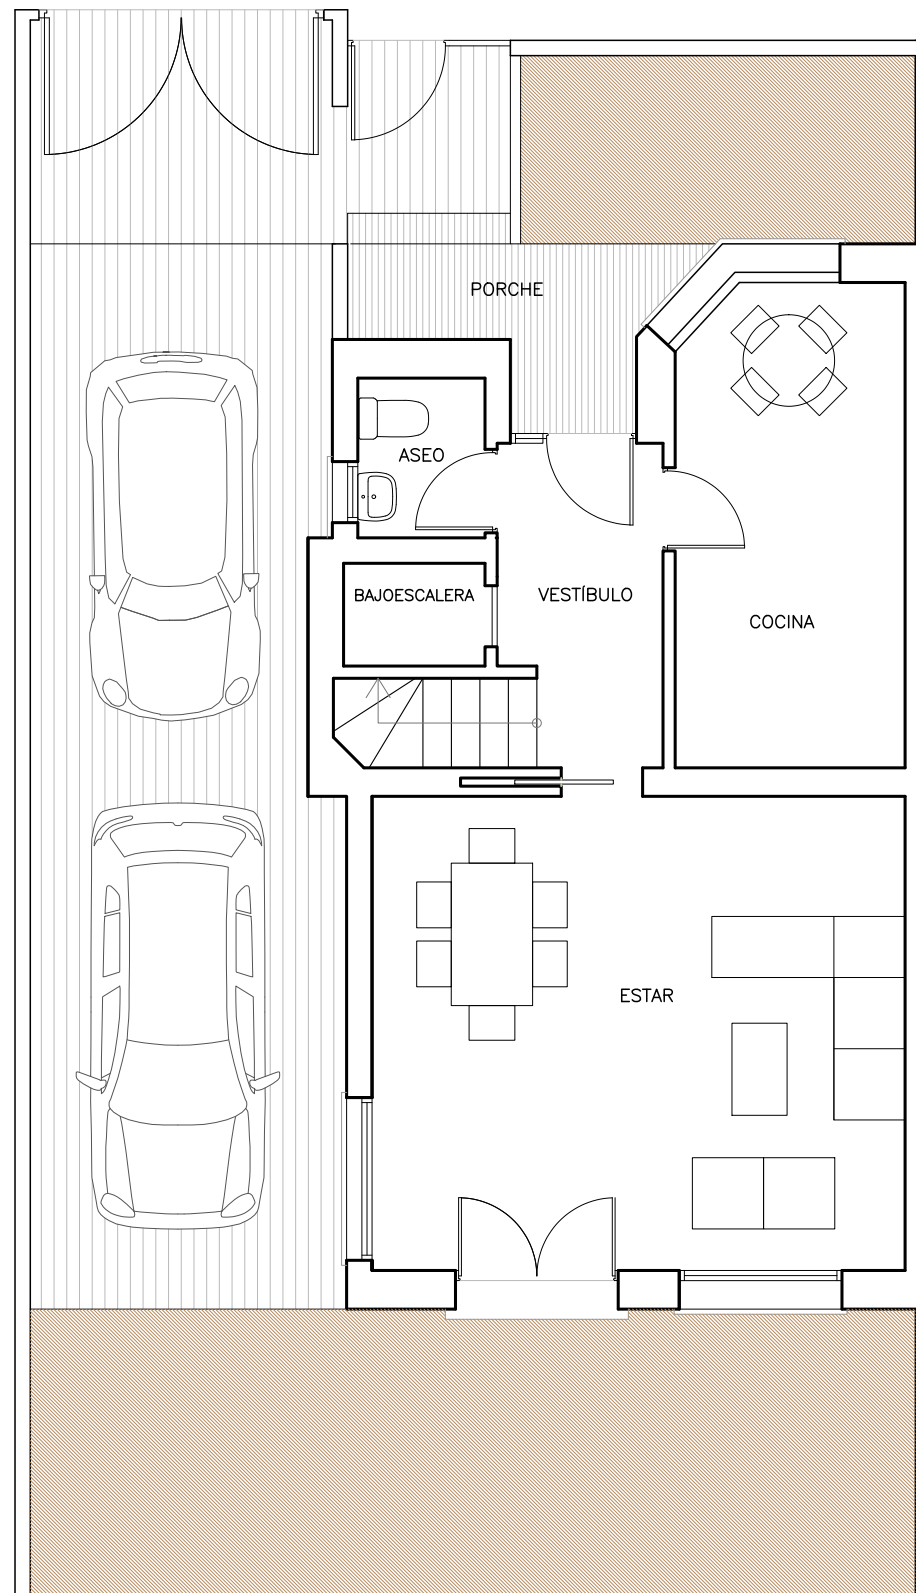 PORCHE
ASEO
BAJOESCALERA
VESTÍBULO
COCINA
ESTAR